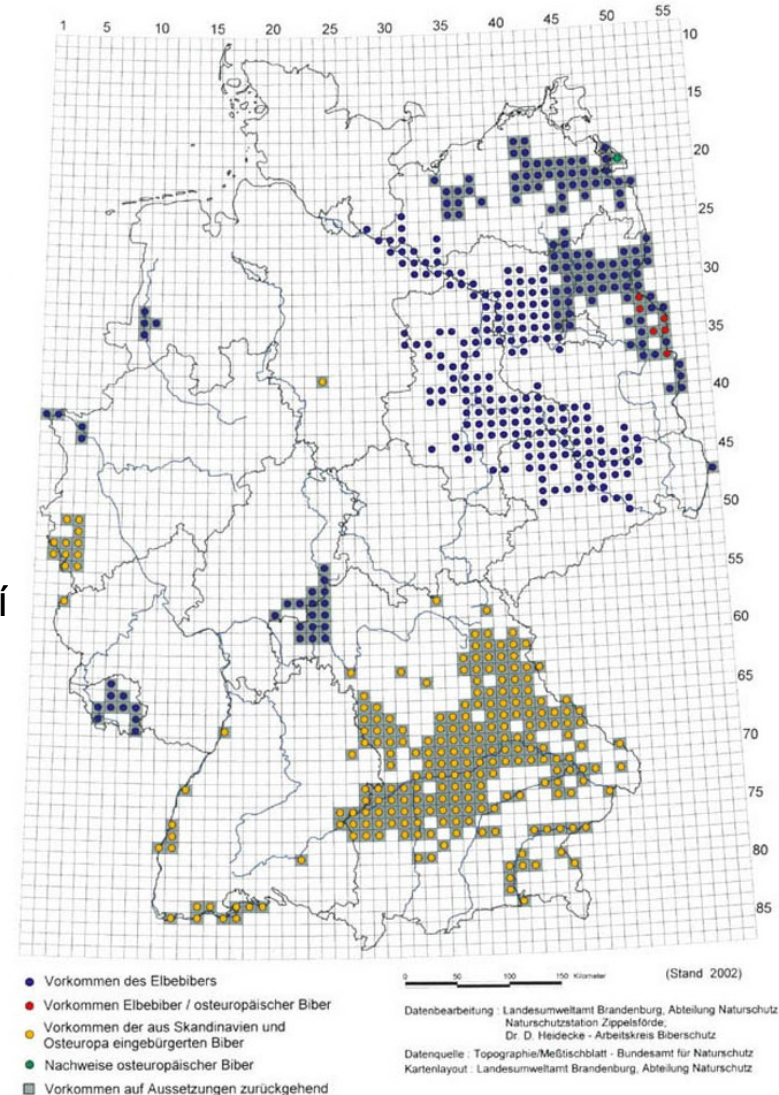 1 5 10 15 20 25 30 35 40 45 50 55
10
15
20
25
30
35
40
45
50
55
60
65
70
75
80
85
í
Vorkommen des Elbebibers
Vorkommen Elbebiber / osteuropäischer Biber
Vorkommen der aus Skandinavien und
Osteuropa eingebürgerten Biber
Nachweise osteuropäischer Biber
Vorkommen auf Aussetzungen zurückgehend
0 50 100 150 Kilometer
(Stand 2002)
Datenbearbeitung : Landesumweltamt Brandenburg, Abteilung Naturschutz
Naturschutzstation Zippelsförde;
Dr. D. Heidecke - Arbeitskreis Biberschutz
Datenquelle : Topographie/Meßtischblatt - Bundesamt für Naturschutz
Kartenlayout : Landesumweltamt Brandenburg, Abteilung Naturschutz